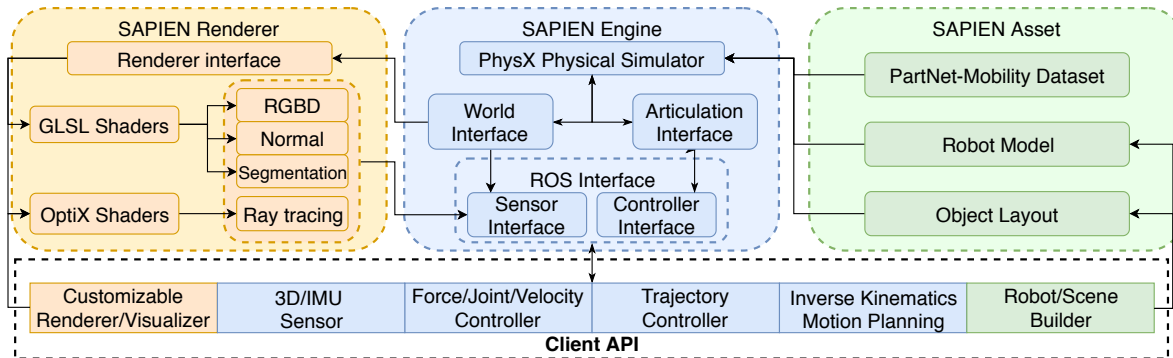 SAPIEN Renderer
Renderer interface
GLSL Shaders
RGBD
Normal
Segmentation
OptiX Shaders
Ray tracing
SAPIEN Engine
PhysX Physical Simulator
World
Interface
Articulation
Interface
ROS Interface
Sensor
Interface
Controller
Interface
SAPIEN Asset
PartNet-Mobility Dataset
Robot Model
Object Layout
Customizable
Renderer/Visualizer
3D/IMU
Sensor
Force/Joint/Velocity
Controller
Trajectory
Controller
Inverse Kinematics
Motion Planning
Robot/Scene
Builder
Client API